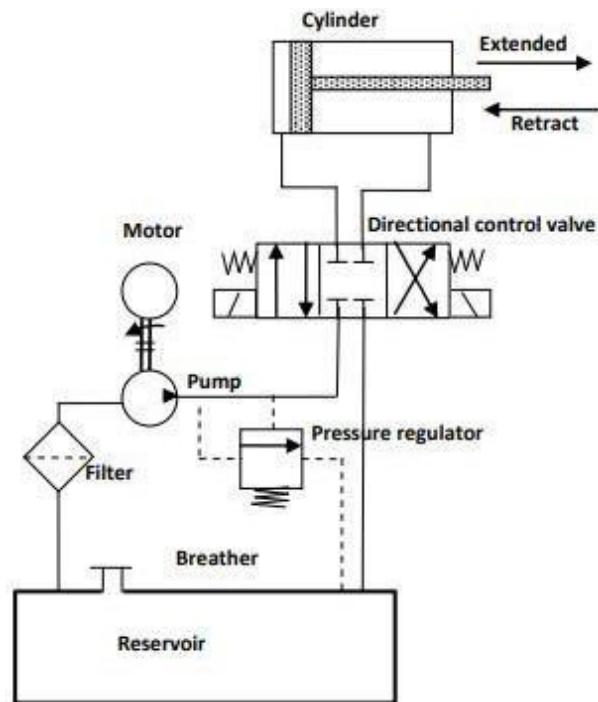 Cylinder
Extended
Retract
Directional control valve
Motor
Pump
Pressure regulator
Filter
Breather
Reservoir